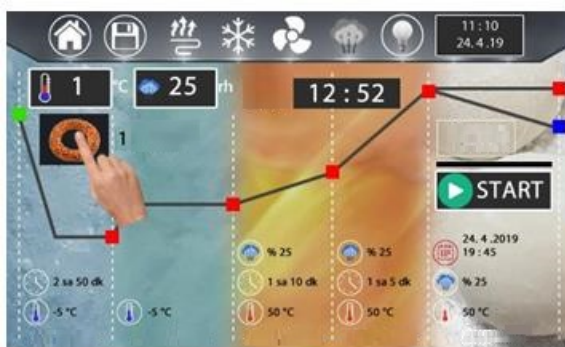 11:10
24.4.19
1 °C
25 rh
12:52
1
START
24.4.2019
19:45
% 25
% 25
% 25
2 sa 50 dk
1 sa 10 dk
1 sa 5 dk
-5 °C
-5 °C
50 °C
50 °C
50 °C